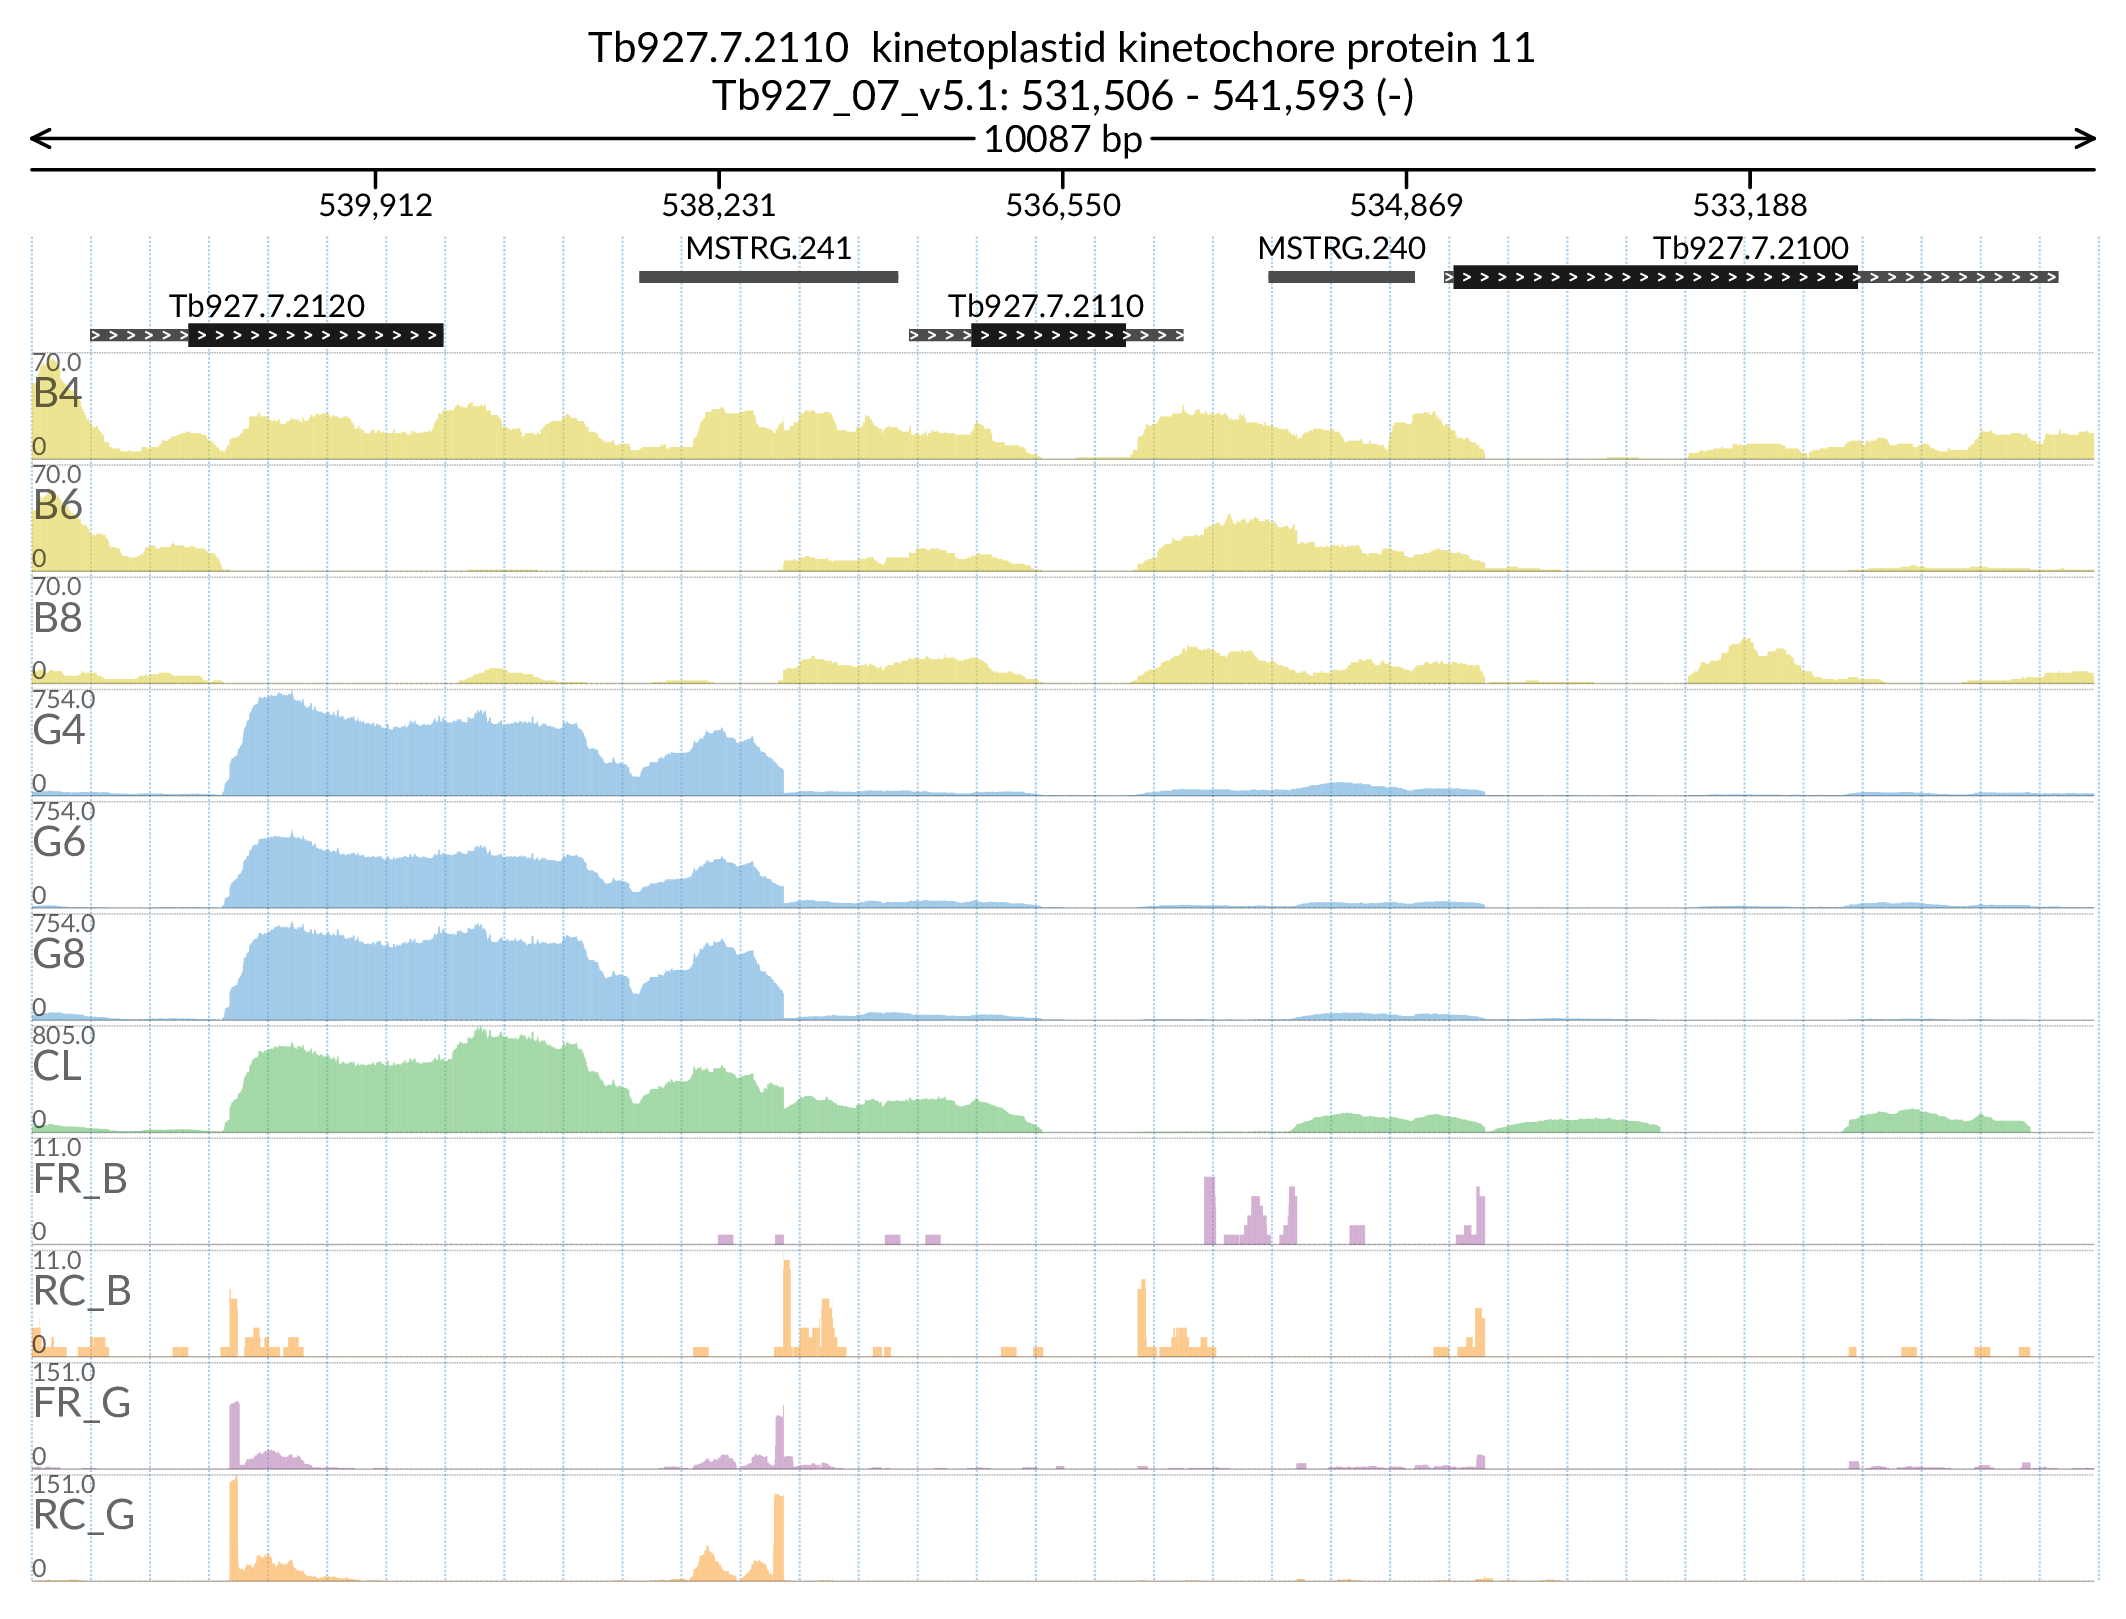 Tb927.7.2110  kinetoplastid kinetochore protein 11
Tb927_07_v5.1: 531,506 - 541,593 (-)
10087 bp
539,912 538,231 536,550 534,869 533,188
MSTRG.241 MSTRG.240 Tb927.7.2100
Tb927.7.2120 Tb927.7.2110
70.0
B4
0
70.0
B6
0
70.0
B8
0
754.0
G4
0
754.0
G6
0
754.0
G8
0
805.0
CL
0
11.0
FR_B
0
11.0
RC_B
0
151.0
FR_G
0
151.0
RC_G
0